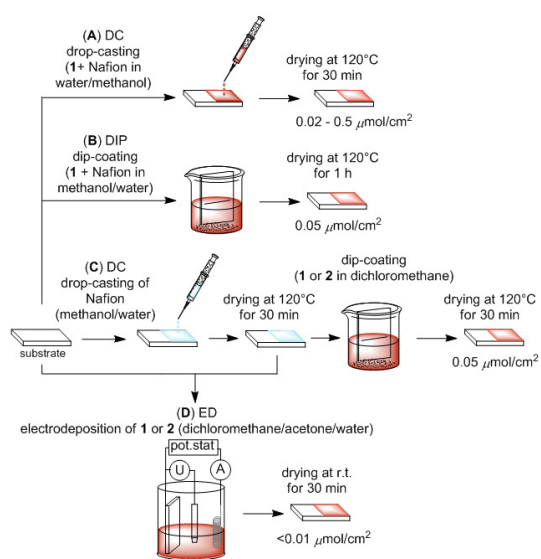 (A) DC
drop-casting
(1+ Nafion in
water/methanol)
drying at 120°C
for 30 min
0.02 - 0.5 μmol/cm²
(B) DIP
dip-coating
(1 + Nafion in
methanol/water)
drying at 120°C
for 1 h
0.05 μmol/cm²
(C) DC
drop-casting of
Nafion
(methanol/water)
drying at 120°C
for 30 min
dip-coating
(1 or 2 in dichloromethane)
drying at 120°C
for 30 min
0.05 μmol/cm²
substrate
(D) ED
electrodeposition of 1 or 2 (dichloromethane/acetone/water)
pot.stat
U
A
drying at r.t.
for 30 min
<0.01 μmol/cm²